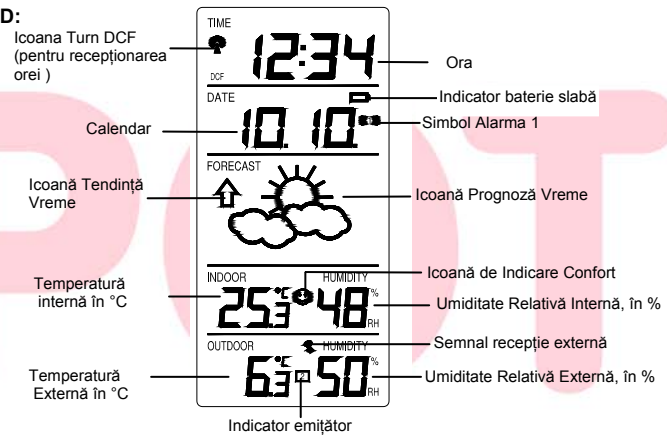 D:
Icoana Turn DCF
(pentru recepționarea
orei )
TIME
DCF
12:34
Ora
DATE
Indicator baterie slabă
Calendar
10. 10.
Simbol Alarma 1
FORECAST
Icoană Tendință
Vreme
Icoană Prognoză Vreme
Icoană de Indicare Confort
Temperatură
internă în °C
INDOOR
HUMIDITY
25.3 °C
48 %
RH
Umiditate Relativă Internă, în %
OUTDOOR
HUMIDITY
Semnal recepție externă
Temperatură
Externă în °C
6.3 °C
2
50 %
RH
Umiditate Relativă Externă, în %
Indicator emițător
POT